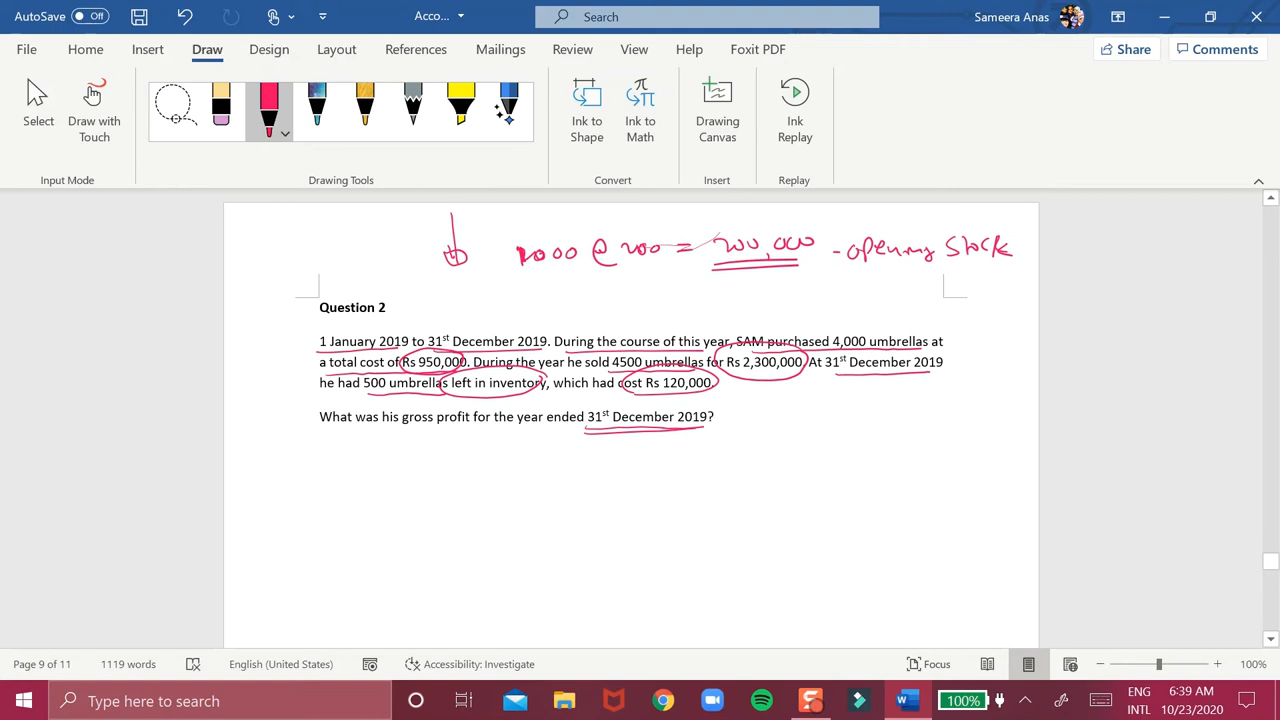 AutoSave Off
Acco...
Search
Sameera Anas
File Home Insert Draw Design Layout References Mailings Review View Help Foxit PDF
Share Comments
Select
Draw with Touch
Ink to Shape
Ink to Math
Drawing Canvas
Ink Replay
Input Mode Drawing Tools Convert Insert Replay
1000 @ 200 = 200,000 - opening Stock
Question 2
1 January 2019 to 31st December 2019. During the course of this year, SAM purchased 4,000 umbrellas at
a total cost of Rs 950,000. During the year he sold 4500 umbrellas for Rs 2,300,000. At 31st December 2019
he had 500 umbrellas left in inventory, which had cost Rs 120,000.
What was his gross profit for the year ended 31st December 2019?
Page 9 of 11 1119 words English (United States) Accessibility: Investigate Focus 100%
Type here to search
100%
ENG
INTL
6:39 AM
10/23/2020